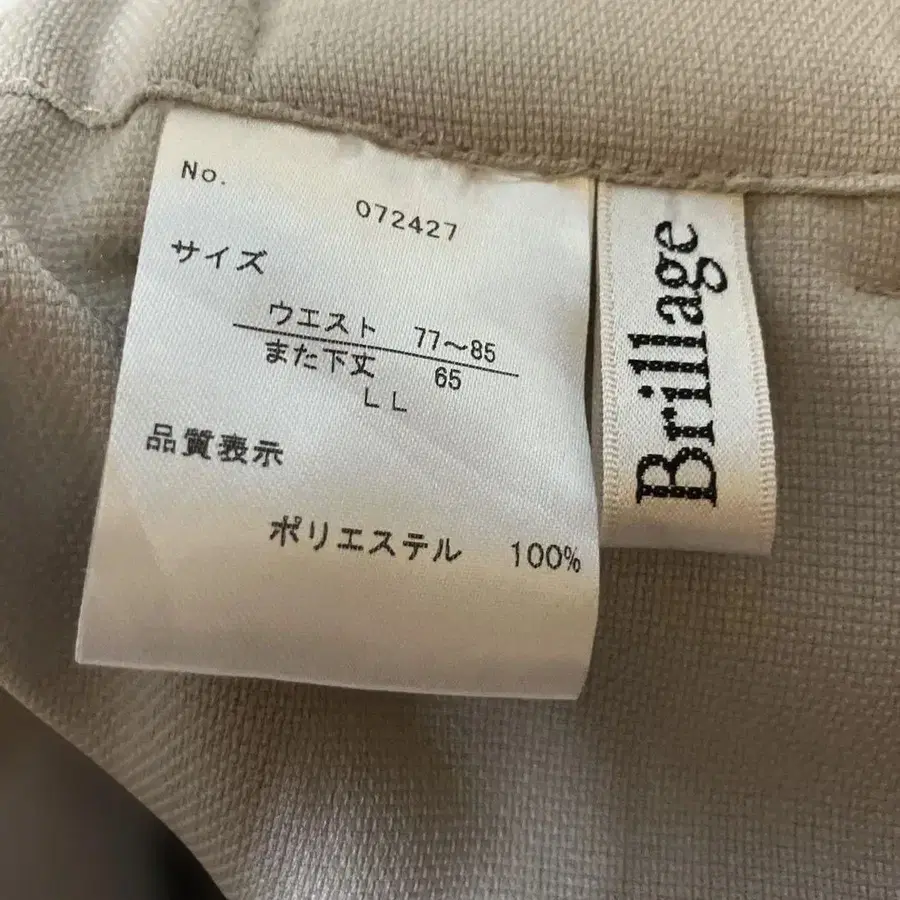 No.
072427
サイズ
ウエスト 77~85
また下丈 65
LL
品質表示
ポリエステル 100%
Brillage